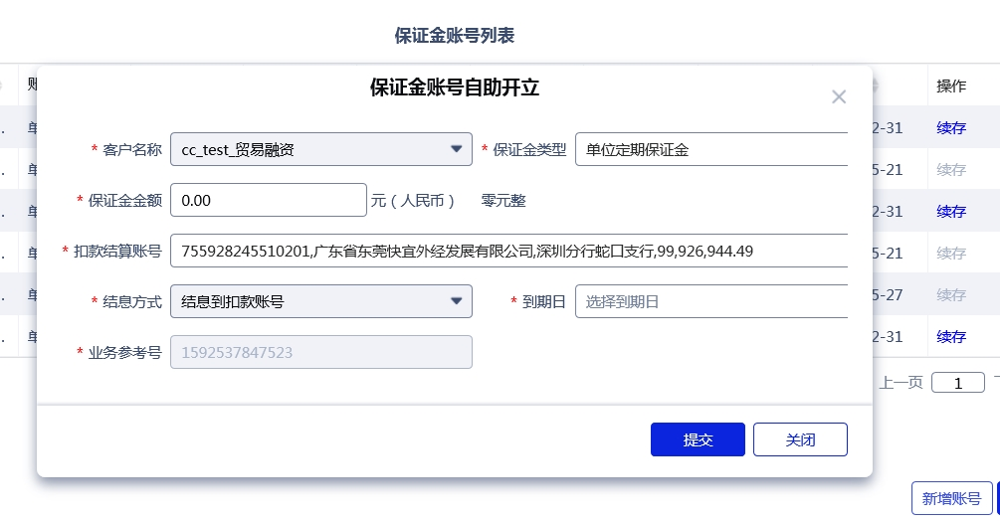 保证金账号列表
保证金账号自助开立
操作
* 客户名称 cc_test_贸易融资 * 保证金类型 单位定期保证金
2-31 续存
5-21 续存
* 保证金金额 0.00 元（人民币） 零元整
2-31 续存
* 扣款结算账号 755928245510201,广东省东莞快宜外经发展有限公司,深圳分行蛇口支行,99,926,944.49
5-21 续存
* 结息方式 结息到扣款账号 * 到期日 选择到期日
5-27 续存
2-31 续存
* 业务参考号 1592537847523
上一页 1
提交 关闭
新增账号